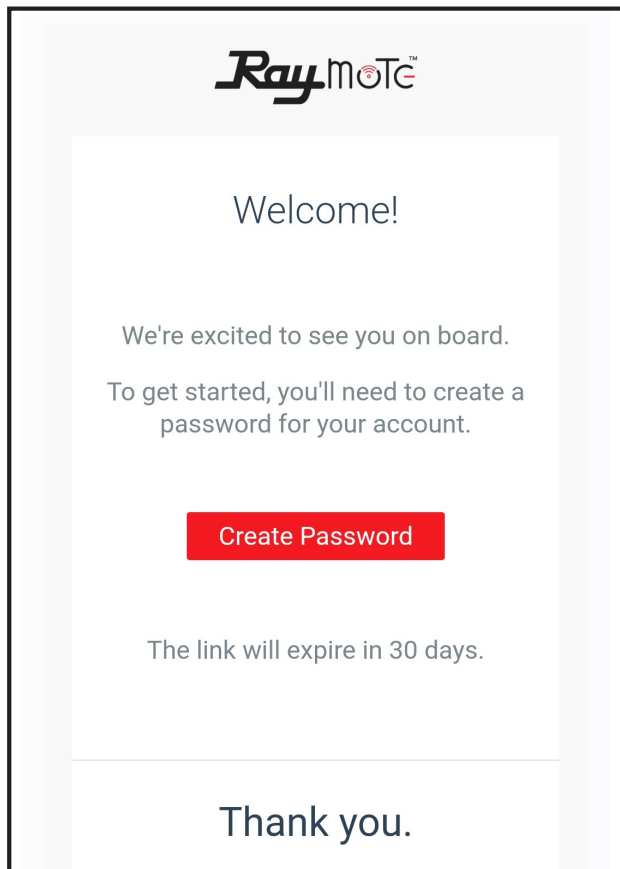 Raymote™
Welcome!
We're excited to see you on board.
To get started, you'll need to create a
password for your account.
Create Password
The link will expire in 30 days.
Thank you.